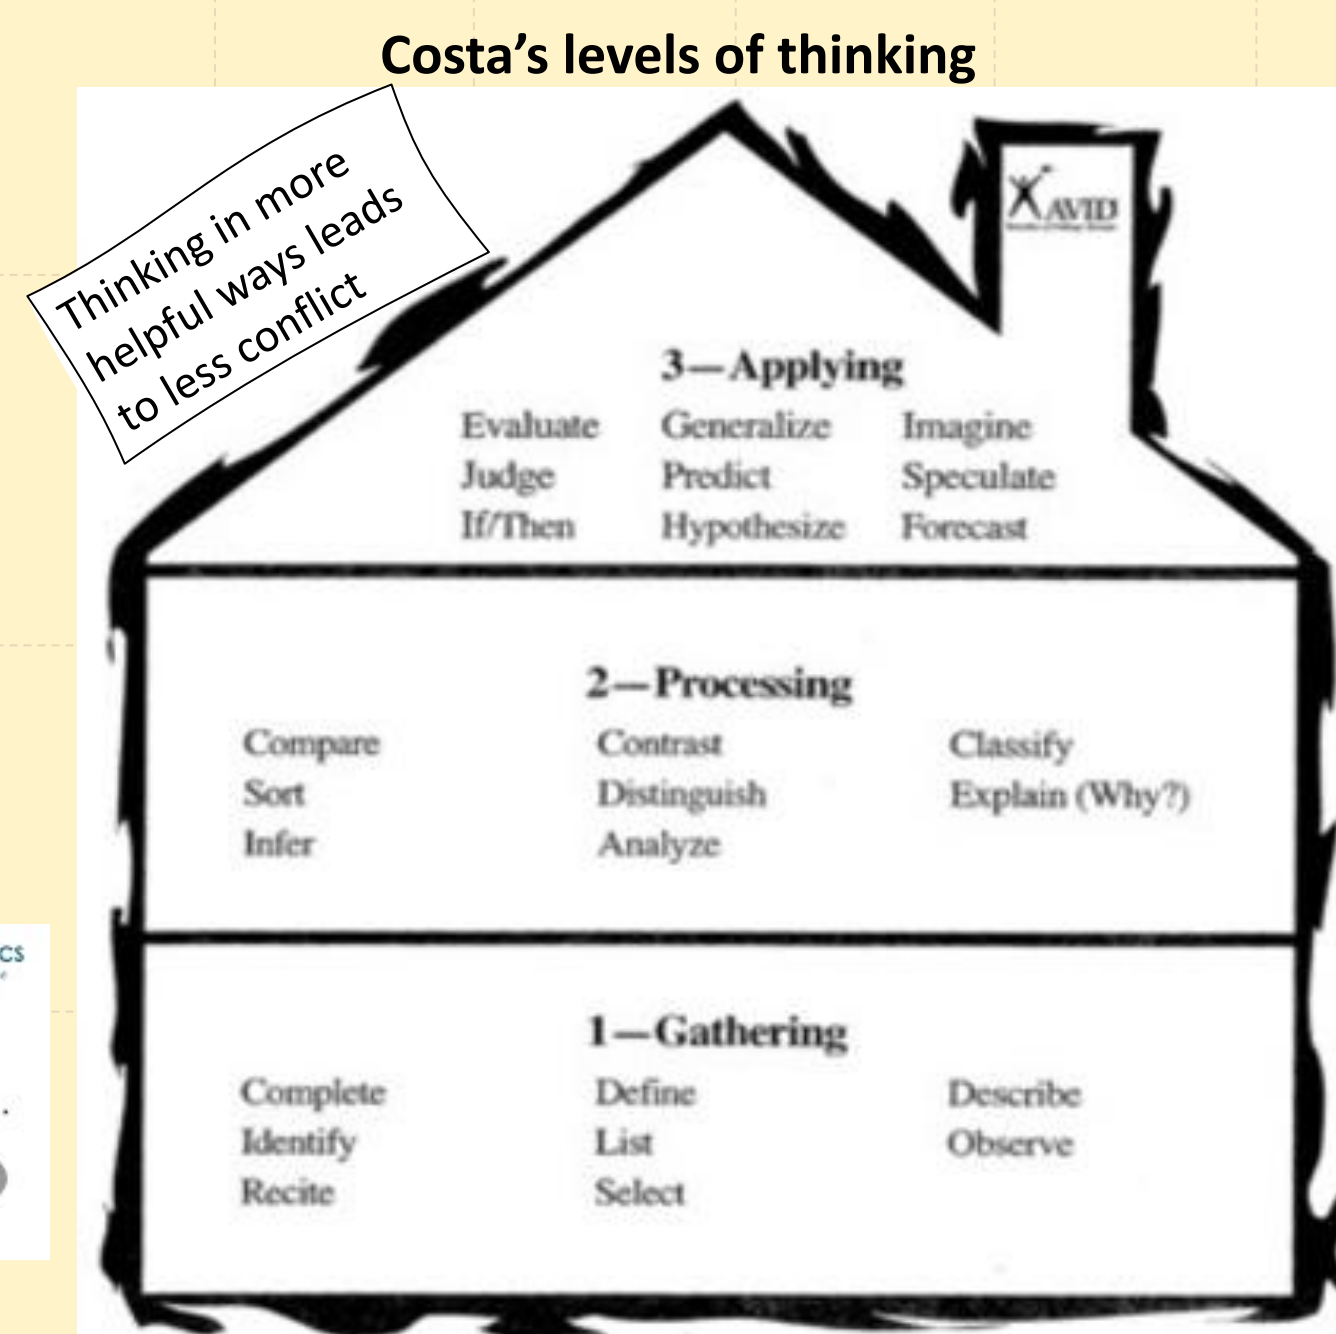 Costa’s levels of thinking
Thinking in more
helpful ways leads
to less conflict
AVID
3—Applying
Evaluate Generalize Imagine
Judge Predict Speculate
If/Then Hypothesize Forecast
2—Processing
Compare Contrast Classify
Sort Distinguish Explain (Why?)
Infer Analyze
1—Gathering
Complete Define Describe
Identify List Observe
Recite Select